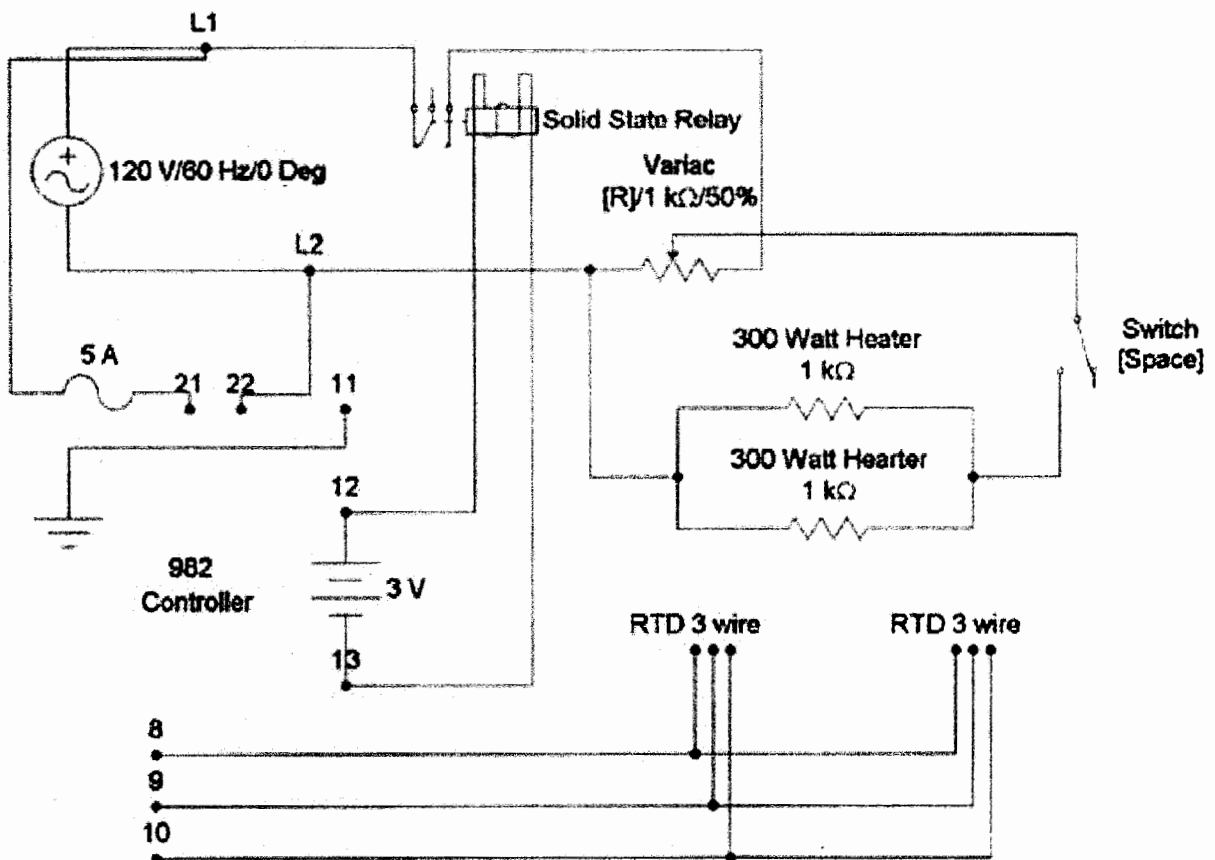 L1
Solid State Relay
120 V/60 Hz/0 Deg
Variac
[R]/1 kΩ/50%
L2
Switch
[Space]
300 Watt Heater
1 kΩ
5 A
21
22
11
300 Watt Hearter
1 kΩ
12
982
Controller
3 V
13
RTD 3 wire
RTD 3 wire
8
9
10